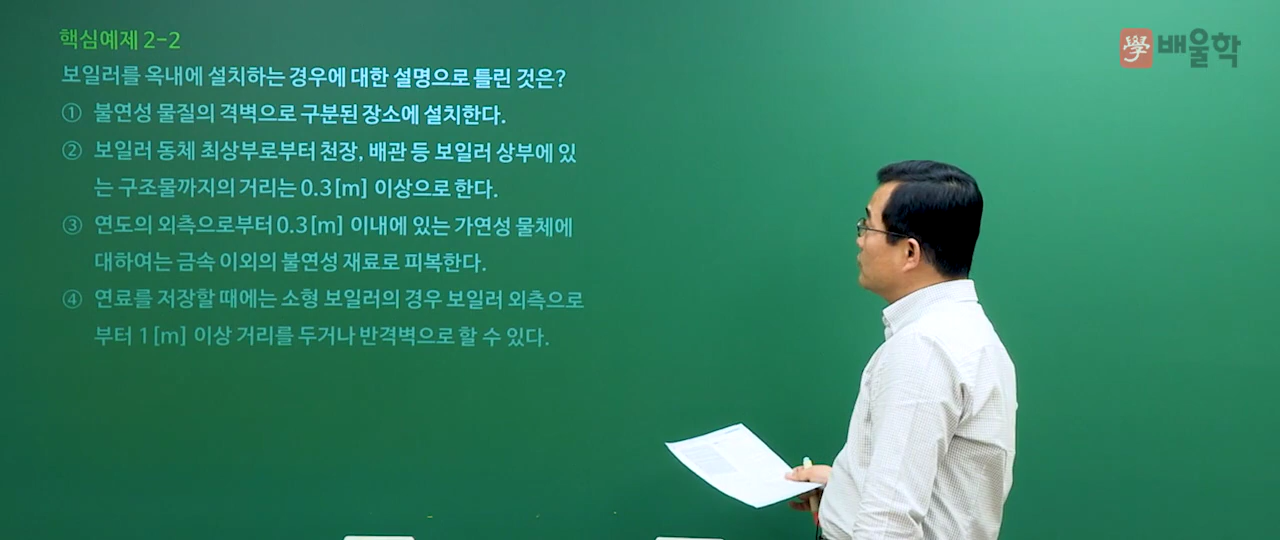 핵심예제 2-2
學 배울학
보일러를 옥내에 설치하는 경우에 대한 설명으로 틀린 것은?
① 불연성 물질의 격벽으로 구분된 장소에 설치한다.
② 보일러 동체 최상부로부터 천장, 배관 등 보일러 상부에 있
는 구조물까지의 거리는 0.3[m] 이상으로 한다.
③ 연도의 외측으로부터 0.3[m] 이내에 있는 가연성 물체에
대하여는 금속 이외의 불연성 재료로 피복한다.
④ 연료를 저장할 때에는 소형 보일러의 경우 보일러 외측으로
부터 1[m] 이상 거리를 두거나 반격벽으로 할 수 있다.